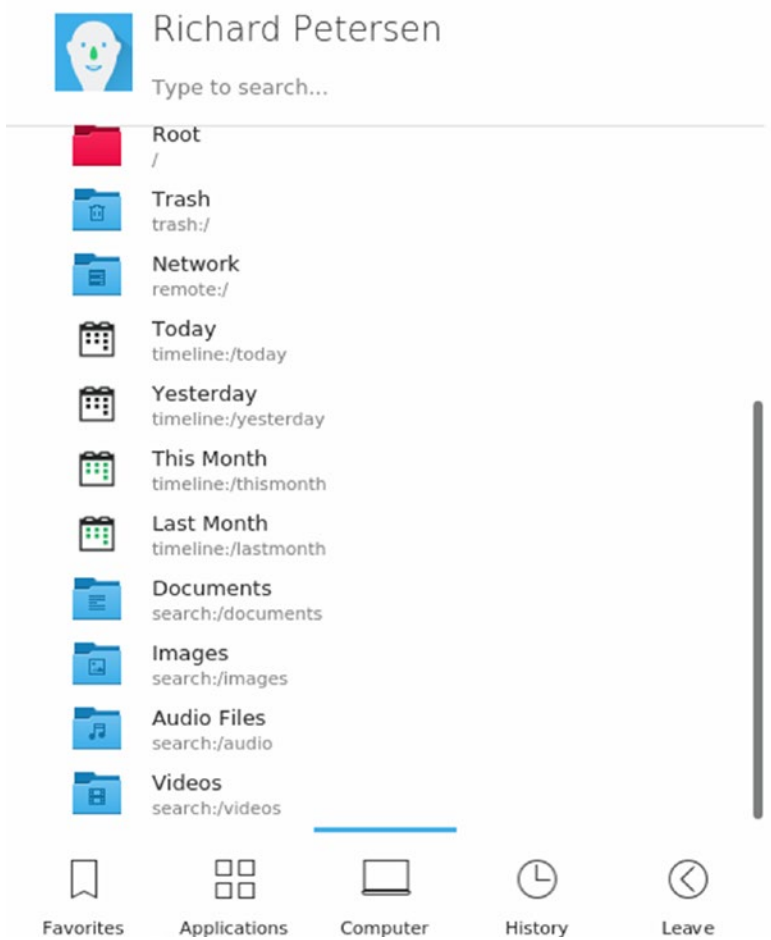 Richard Petersen
Type to search...
Root
/
Trash
trash:/
Network
remote:/
Today
timeline:/today
Yesterday
timeline:/yesterday
This Month
timeline:/thismonth
Last Month
timeline:/lastmonth
Documents
search:/documents
Images
search:/images
Audio Files
search:/audio
Videos
search:/videos
Favorites Applications Computer History Leave